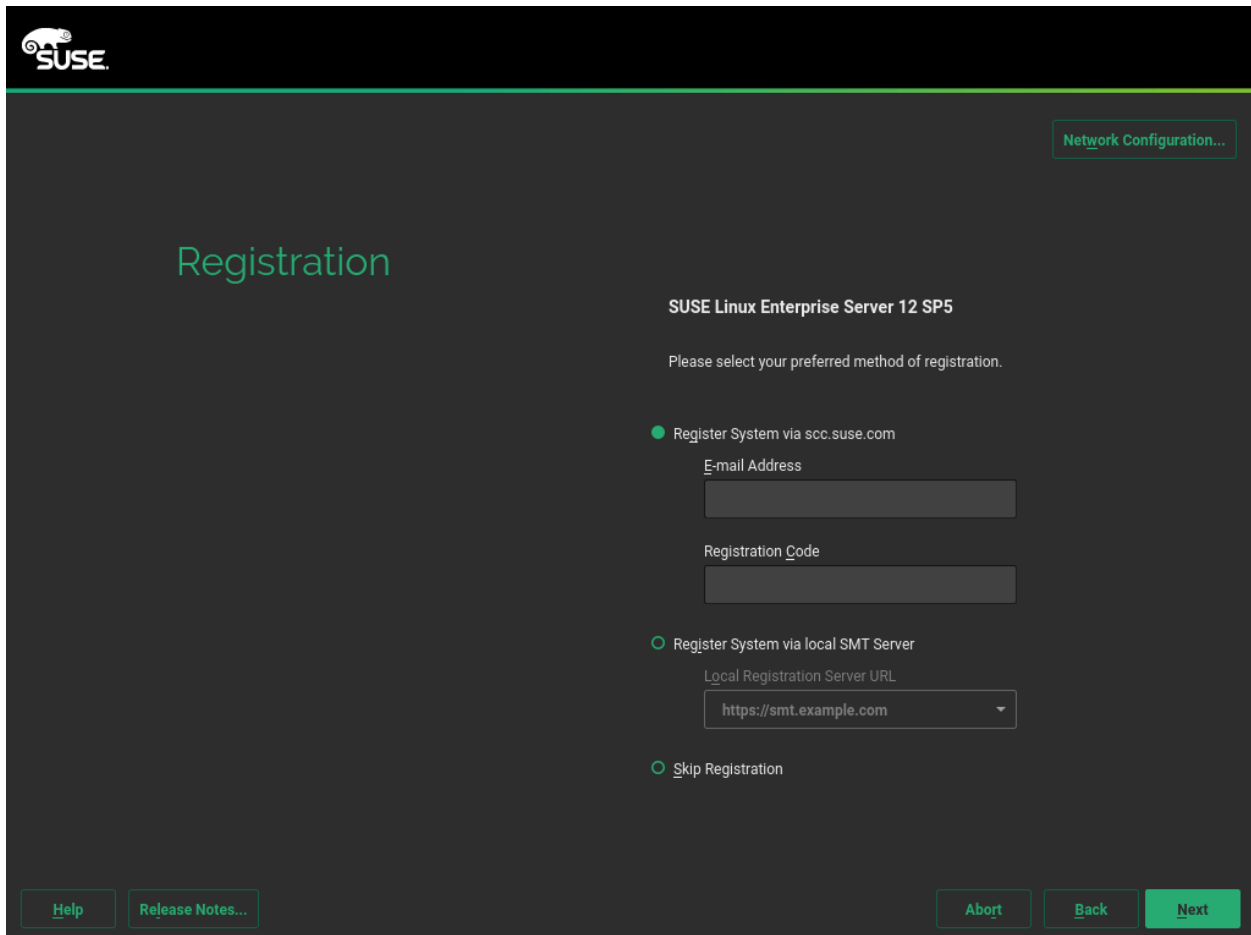 SUSE.
Network Configuration...
Registration
SUSE Linux Enterprise Server 12 SP5
Please select your preferred method of registration.
Register System via scc.suse.com
E-mail Address
Registration Code
Register System via local SMT Server
Local Registration Server URL
https://smt.example.com
Skip Registration
Help Release Notes... Abort Back Next